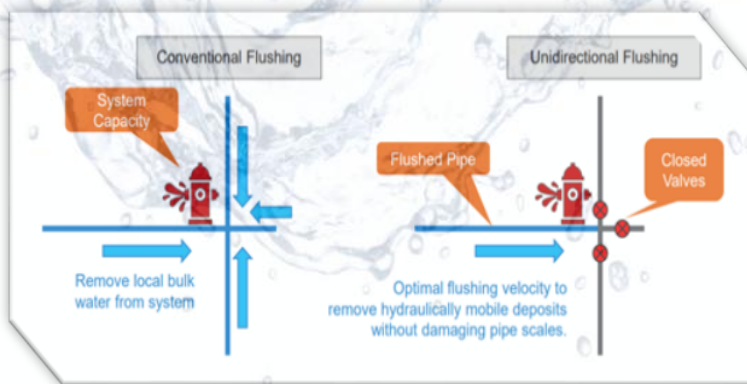 Conventional Flushing
System
Capacity
Remove local bulk
water from system
Unidirectional Flushing
Flushed Pipe
Closed
Valves
Optimal flushing velocity to
remove hydraulically mobile deposits
without damaging pipe scales.